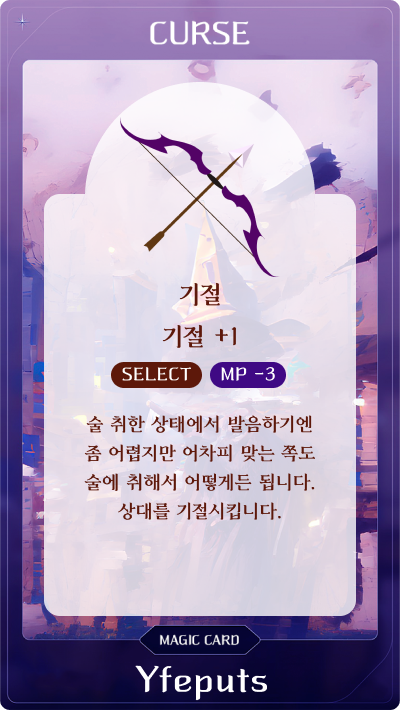 CURSE
기절
기절 +1
SELECT MP -3
술 취한 상태에서 발음하기엔
좀 어렵지만 어차피 맞는 쪽도
술에 취해서 어떻게든 됩니다.
상대를 기절시킵니다.
MAGIC CARD
Yfeputs